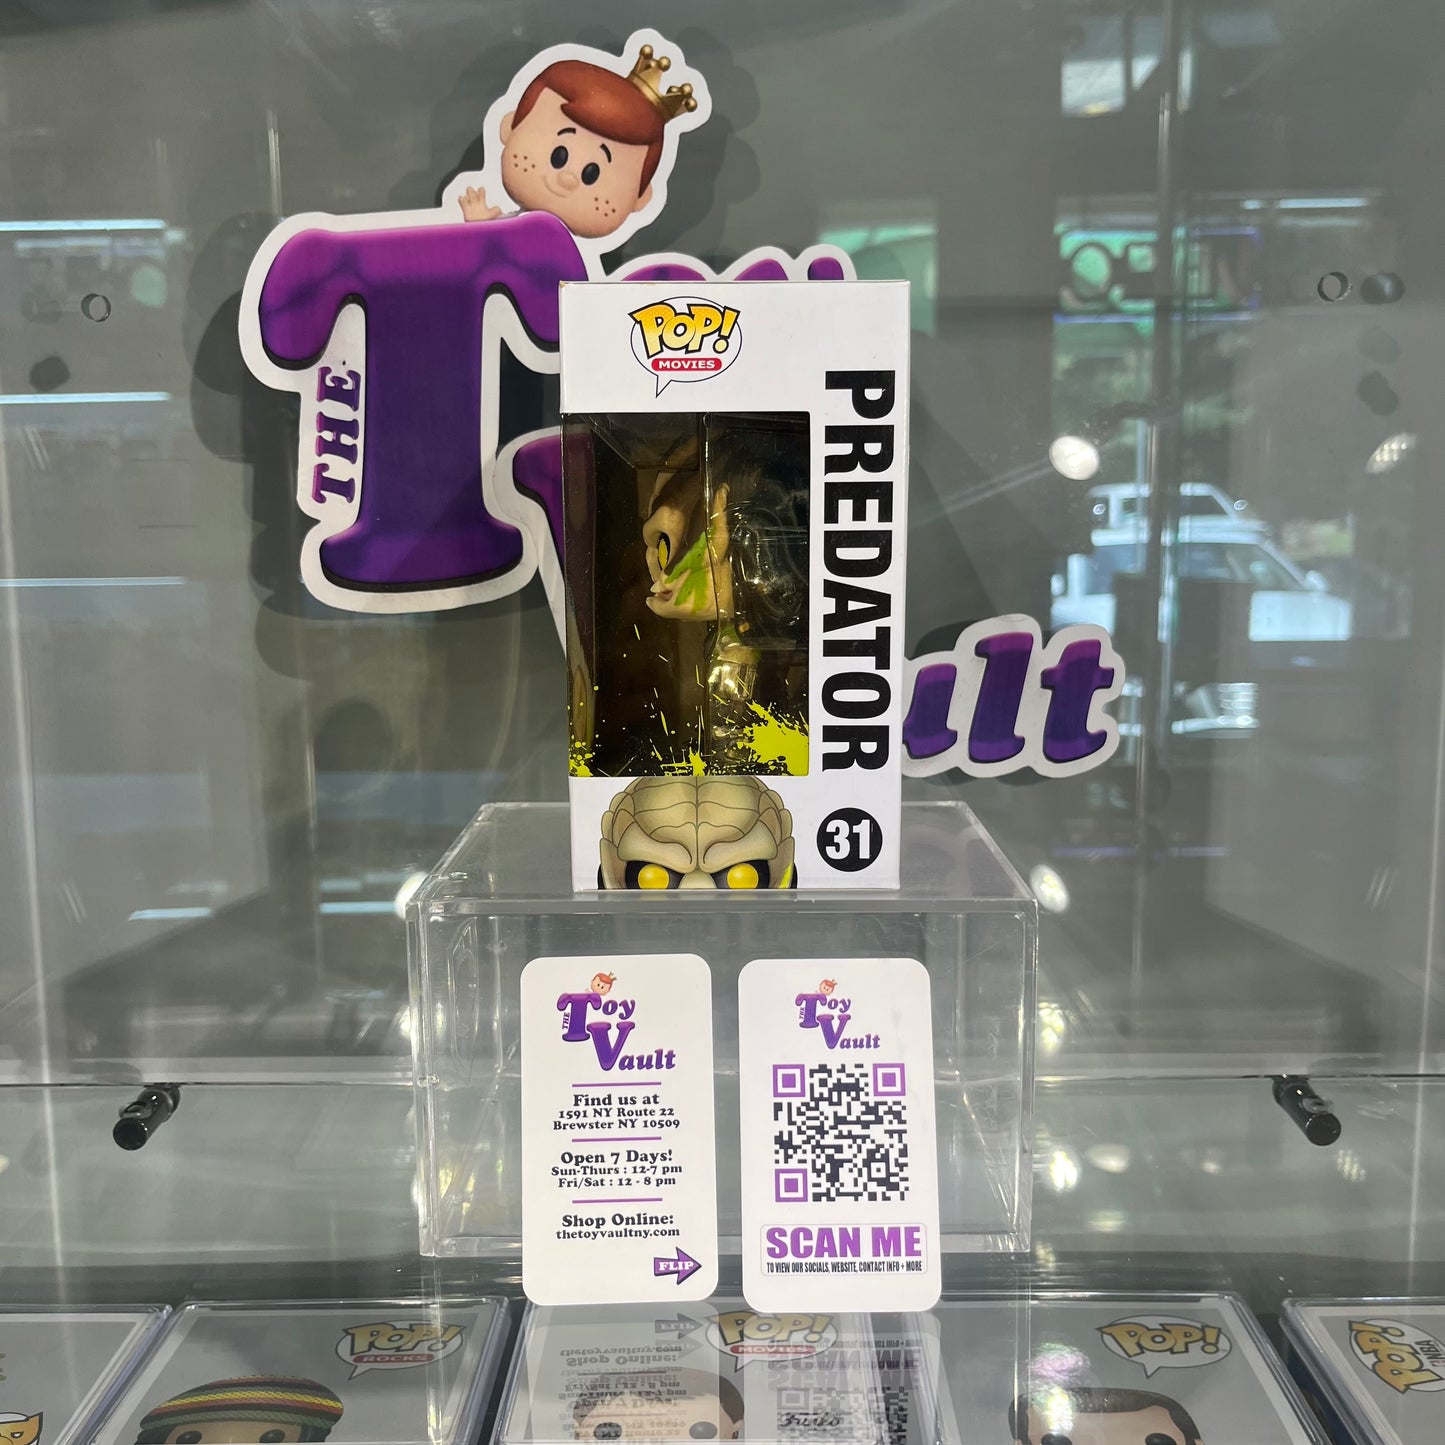 THE
POP!
MOVIES
PREDATOR
31
THE
Toy
Vault
Find us at
1591 NY Route 22
Brewster NY 10509
Open 7 Days!
Sun-Thurs : 12-7 pm
Fri/Sat : 12 - 8 pm
Shop Online:
thetoyvaultny.com
FLIP
THE
Toy
Vault
SCAN ME
TO VIEW OUR SOCIALS, WEBSITE, CONTACT INFO + MORE
POP!
ROCKS
POP!
MOVIES
POP!
POP!
Funko